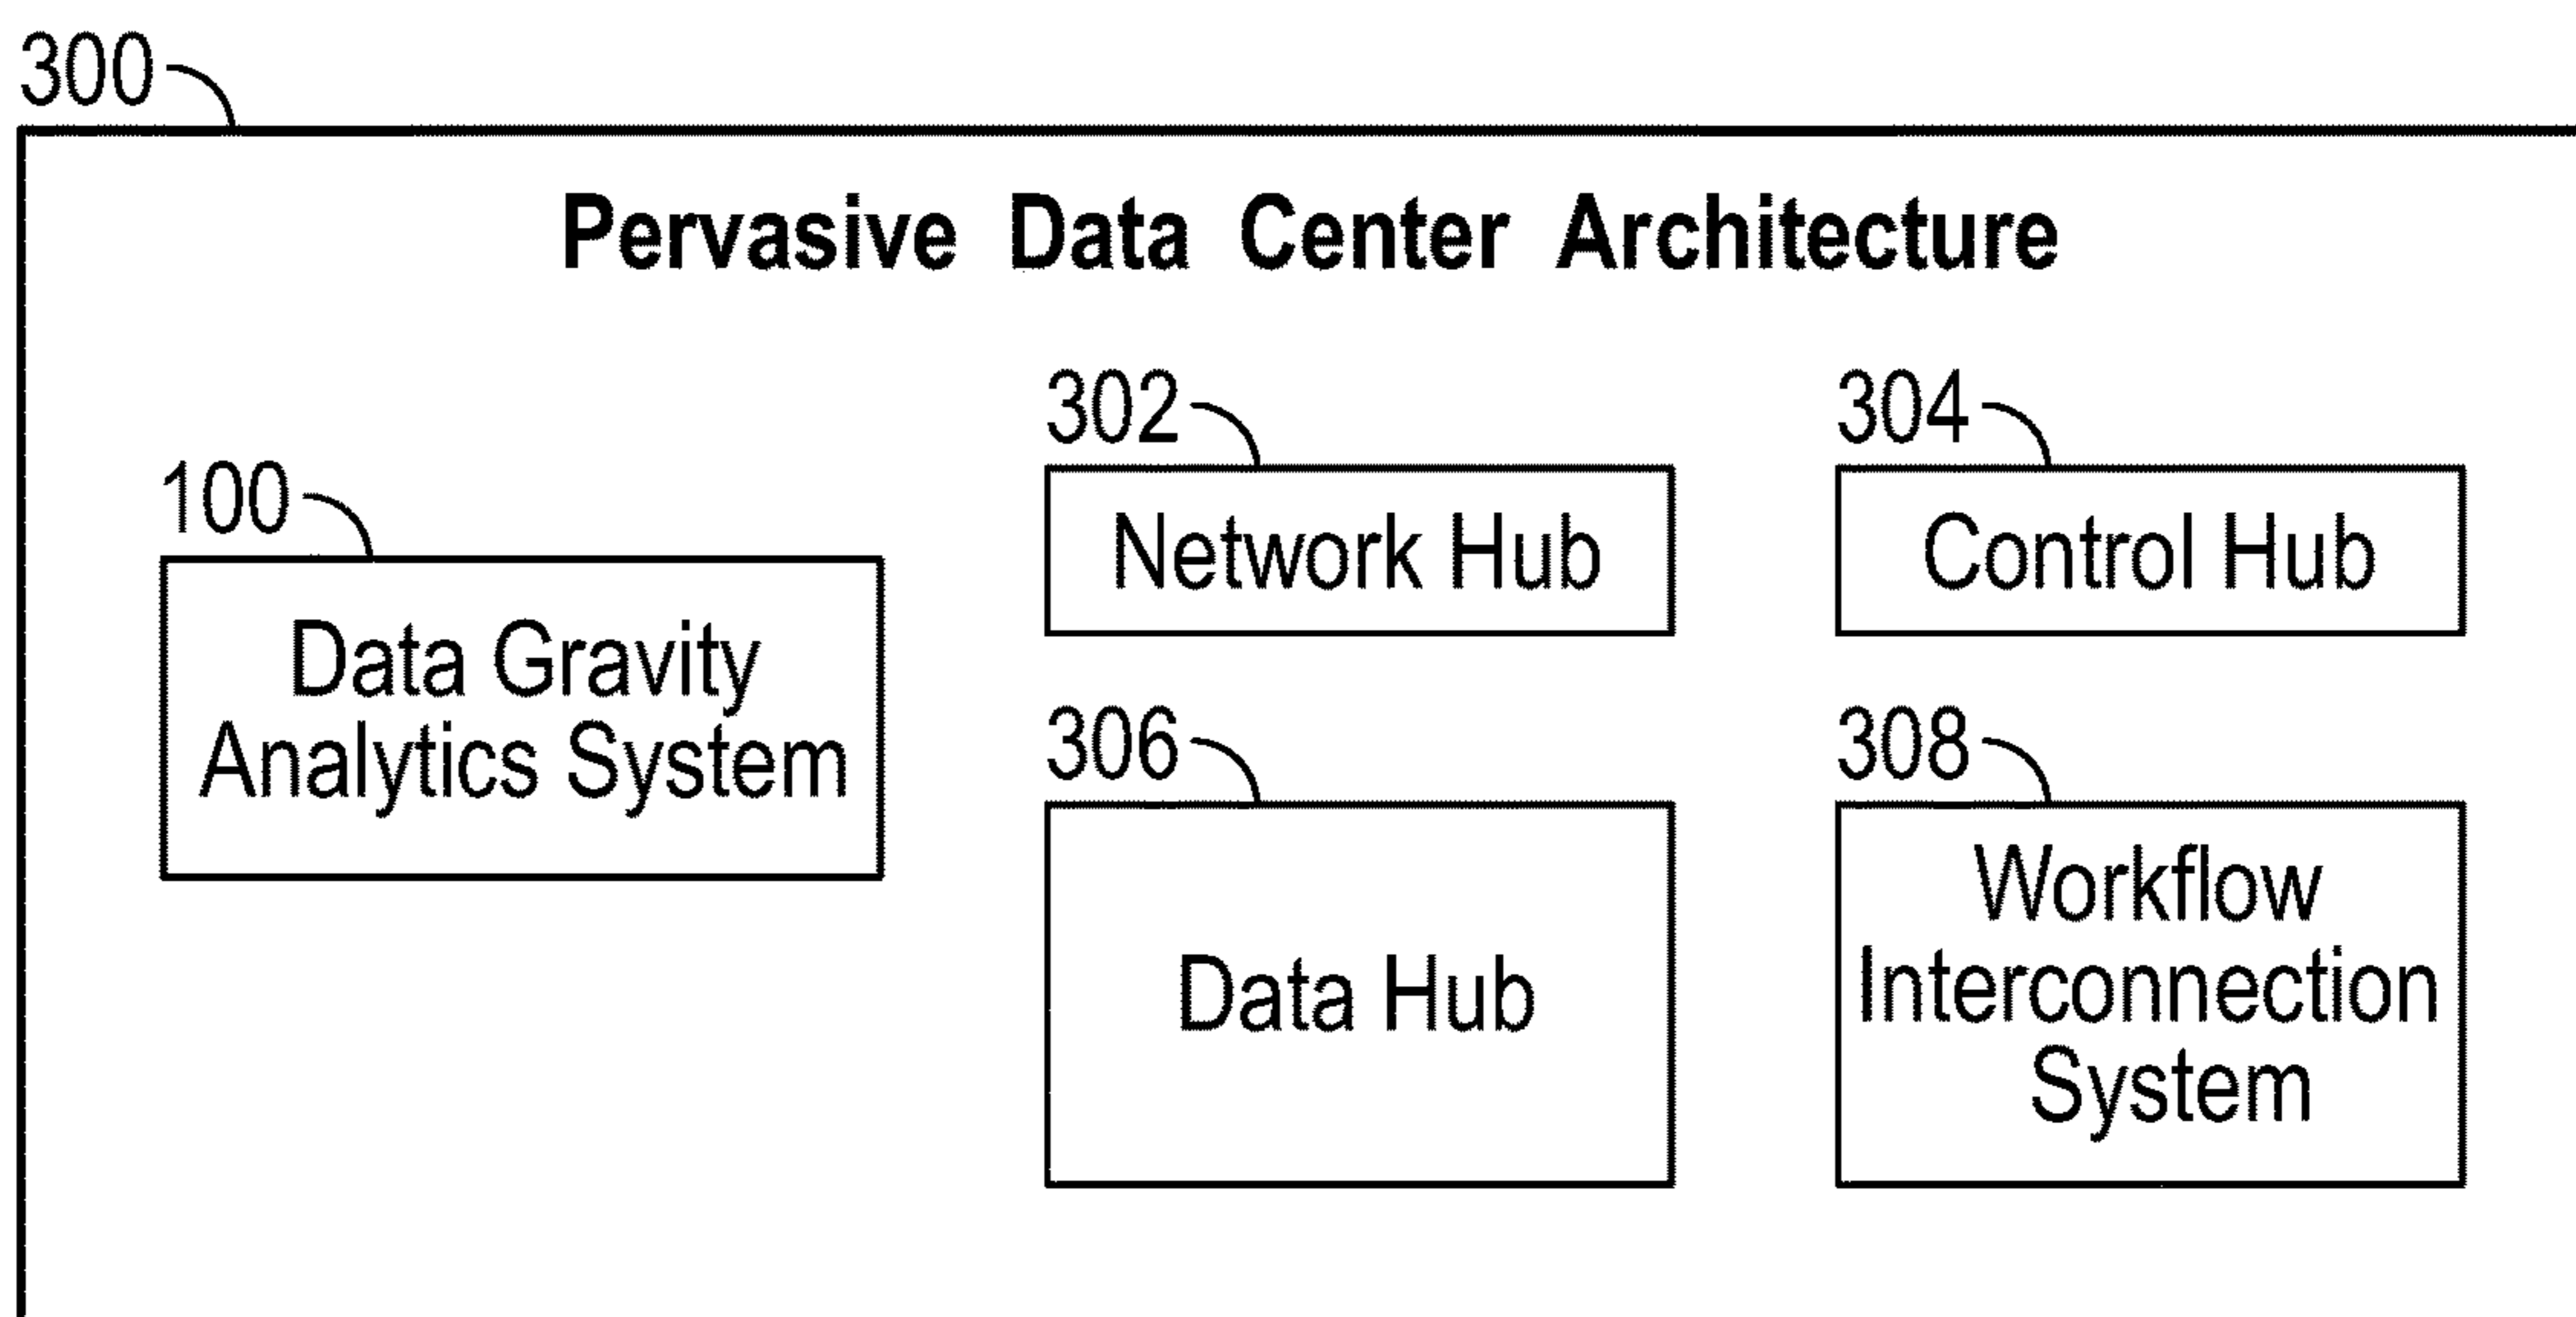 300
Pervasive Data Center Architecture
100
Data Gravity
Analytics System
302
Network Hub
304
Control Hub
306
Data Hub
308
Workflow
Interconnection
System